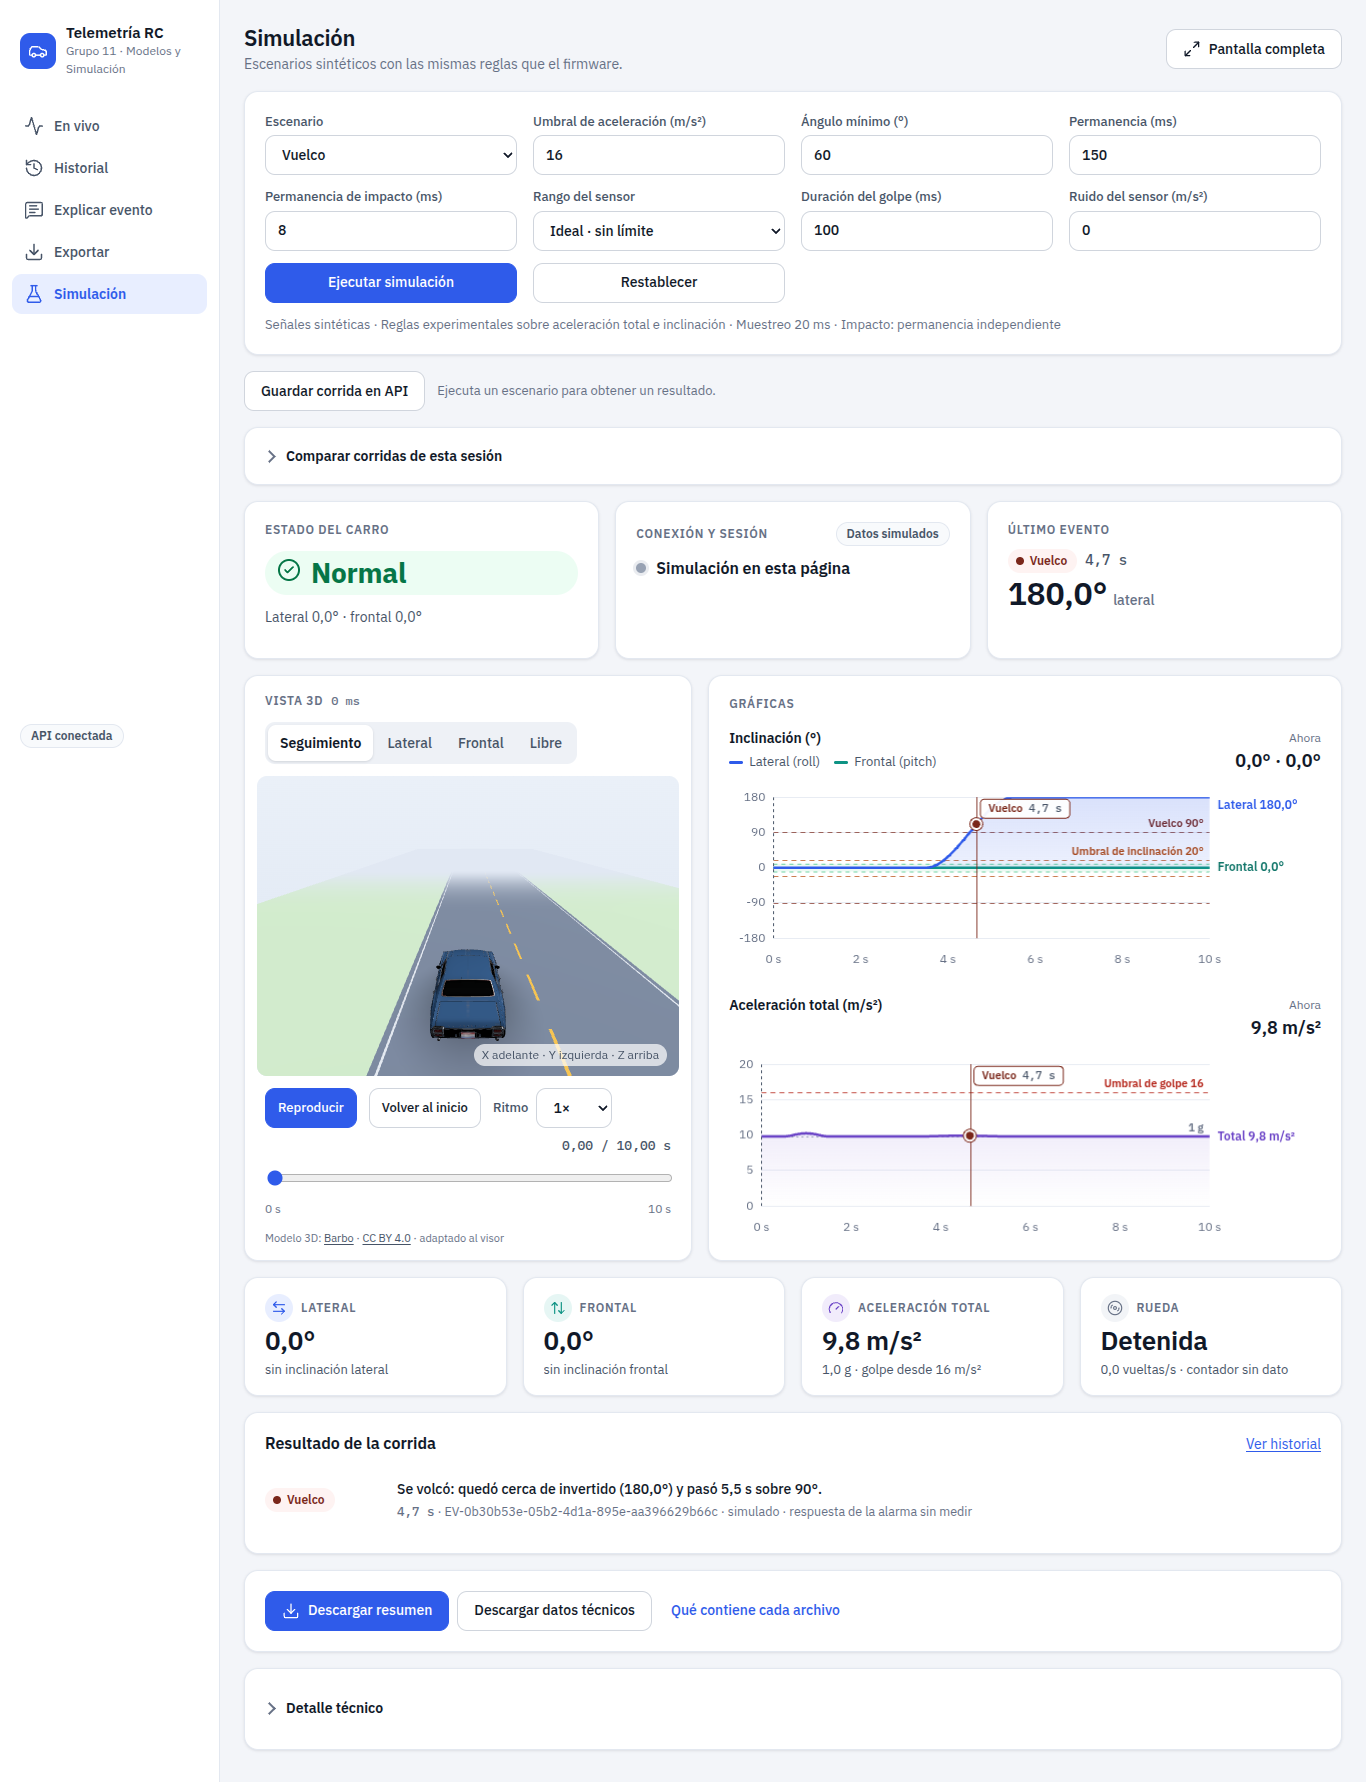 Telemetría RC
Grupo 11 · Modelos y
Simulación
En vivo
Historial
Explicar evento
Exportar
Simulación
API conectada
Simulación
Escenarios sintéticos con las mismas reglas que el firmware.
Pantalla completa
Escenario
Umbral de aceleración (m/s²)
Ángulo mínimo (°)
Permanencia (ms)
Vuelco
16
60
150
Permanencia de impacto (ms)
Rango del sensor
Duración del golpe (ms)
Ruido del sensor (m/s²)
8
Ideal · sin límite
100
0
Ejecutar simulación
Restablecer
Señales sintéticas · Reglas experimentales sobre aceleración total e inclinación · Muestreo 20 ms · Impacto: permanencia independiente
Guardar corrida en API
Ejecuta un escenario para obtener un resultado.
Comparar corridas de esta sesión
ESTADO DEL CARRO
Normal
Lateral 0,0° · frontal 0,0°
CONEXIÓN Y SESIÓN
Datos simulados
Simulación en esta página
ÚLTIMO EVENTO
Vuelco 4,7 s
180,0° lateral
VISTA 3D 0 ms
Seguimiento
Lateral
Frontal
Libre
X adelante · Y izquierda · Z arriba
Reproducir
Volver al inicio
Ritmo
1×
0,00 / 10,00 s
0 s
10 s
Modelo 3D: Barbo · CC BY 4.0 · adaptado al visor
GRÁFICAS
Inclinación (°)
Ahora
Lateral (roll)
Frontal (pitch)
0,0° · 0,0°
180
90
0
-90
-180
Vuelco 4,7 s
Vuelco 90°
Umbral de inclinación 20°
Lateral 180,0°
Frontal 0,0°
0 s
2 s
4 s
6 s
8 s
10 s
Aceleración total (m/s²)
Ahora
9,8 m/s²
20
15
10
5
0
Vuelco 4,7 s
Umbral de golpe 16
1 g
Total 9,8 m/s²
0 s
2 s
4 s
6 s
8 s
10 s
LATERAL
0,0°
sin inclinación lateral
FRONTAL
0,0°
sin inclinación frontal
ACELERACIÓN TOTAL
9,8 m/s²
1,0 g · golpe desde 16 m/s²
RUEDA
Detenida
0,0 vueltas/s · contador sin dato
Resultado de la corrida
Ver historial
Vuelco
Se volcó: quedó cerca de invertido (180,0°) y pasó 5,5 s sobre 90°.
4,7 s · EV-0b30b53e-05b2-4d1a-895e-aa396629b66c · simulado · respuesta de la alarma sin medir
Descargar resumen
Descargar datos técnicos
Qué contiene cada archivo
Detalle técnico